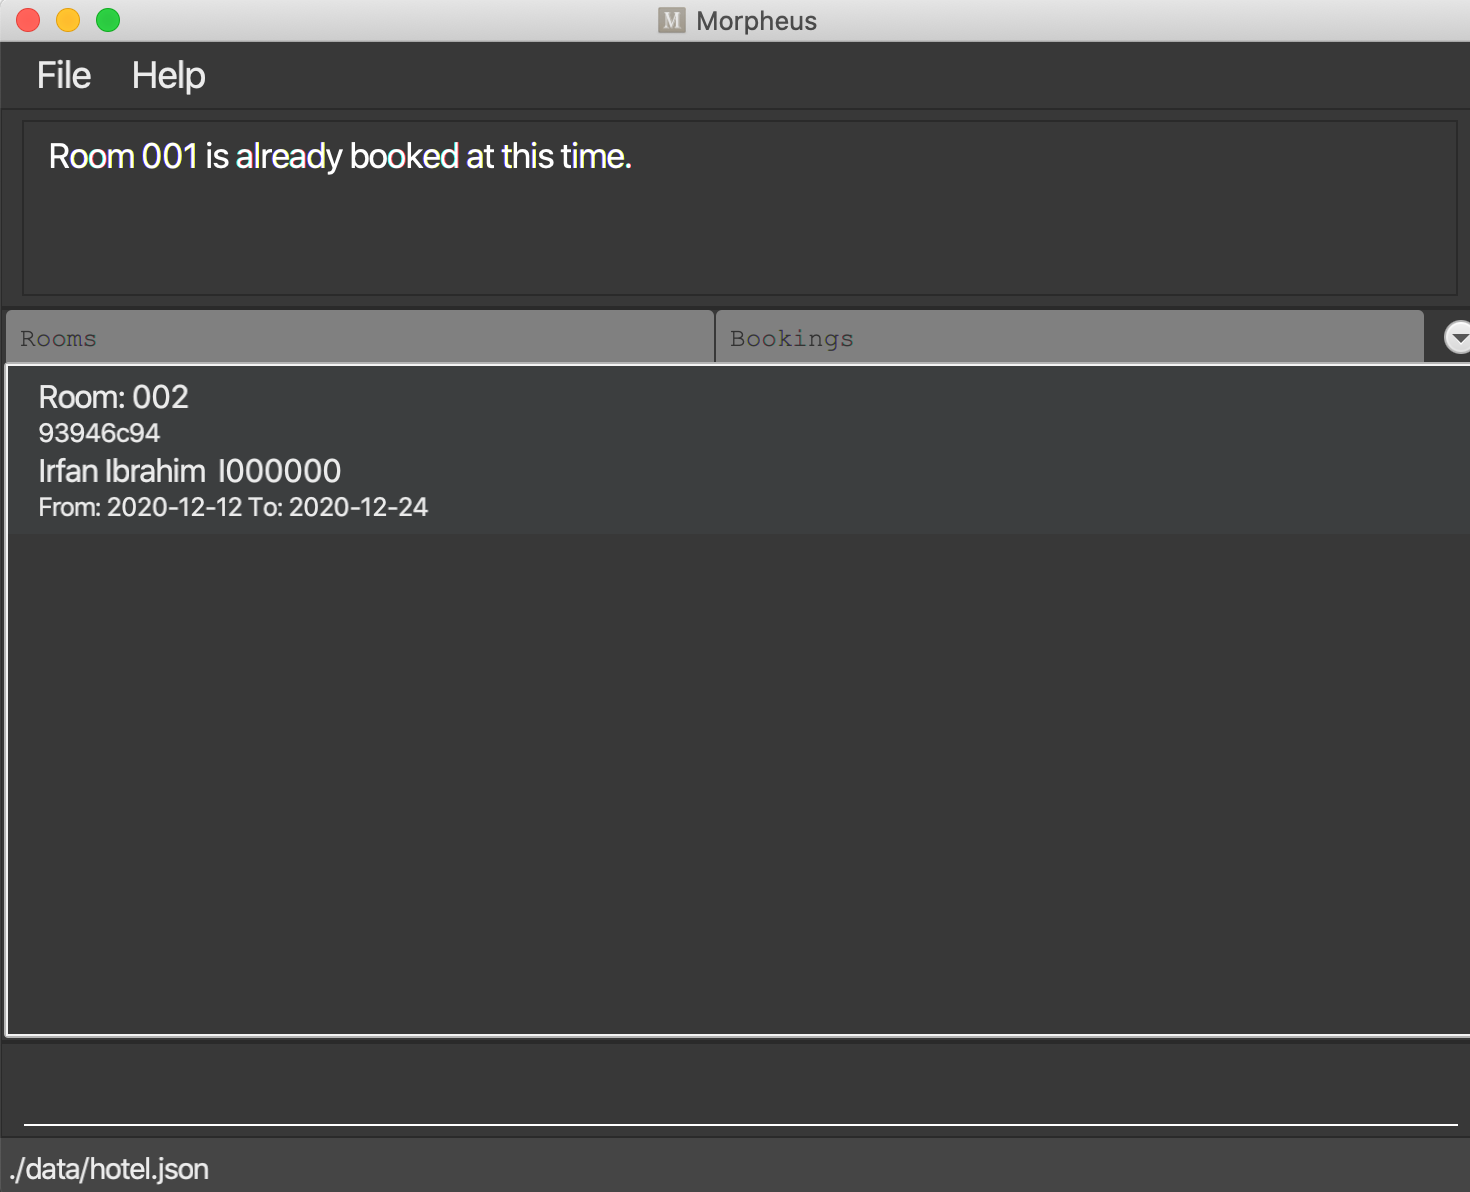 M Morpheus
File Help
Room 001 is already booked at this time.
Rooms Bookings
Room: 002
93946c94
Irfan Ibrahim I000000
From: 2020-12-12 To: 2020-12-24
./data/hotel.json